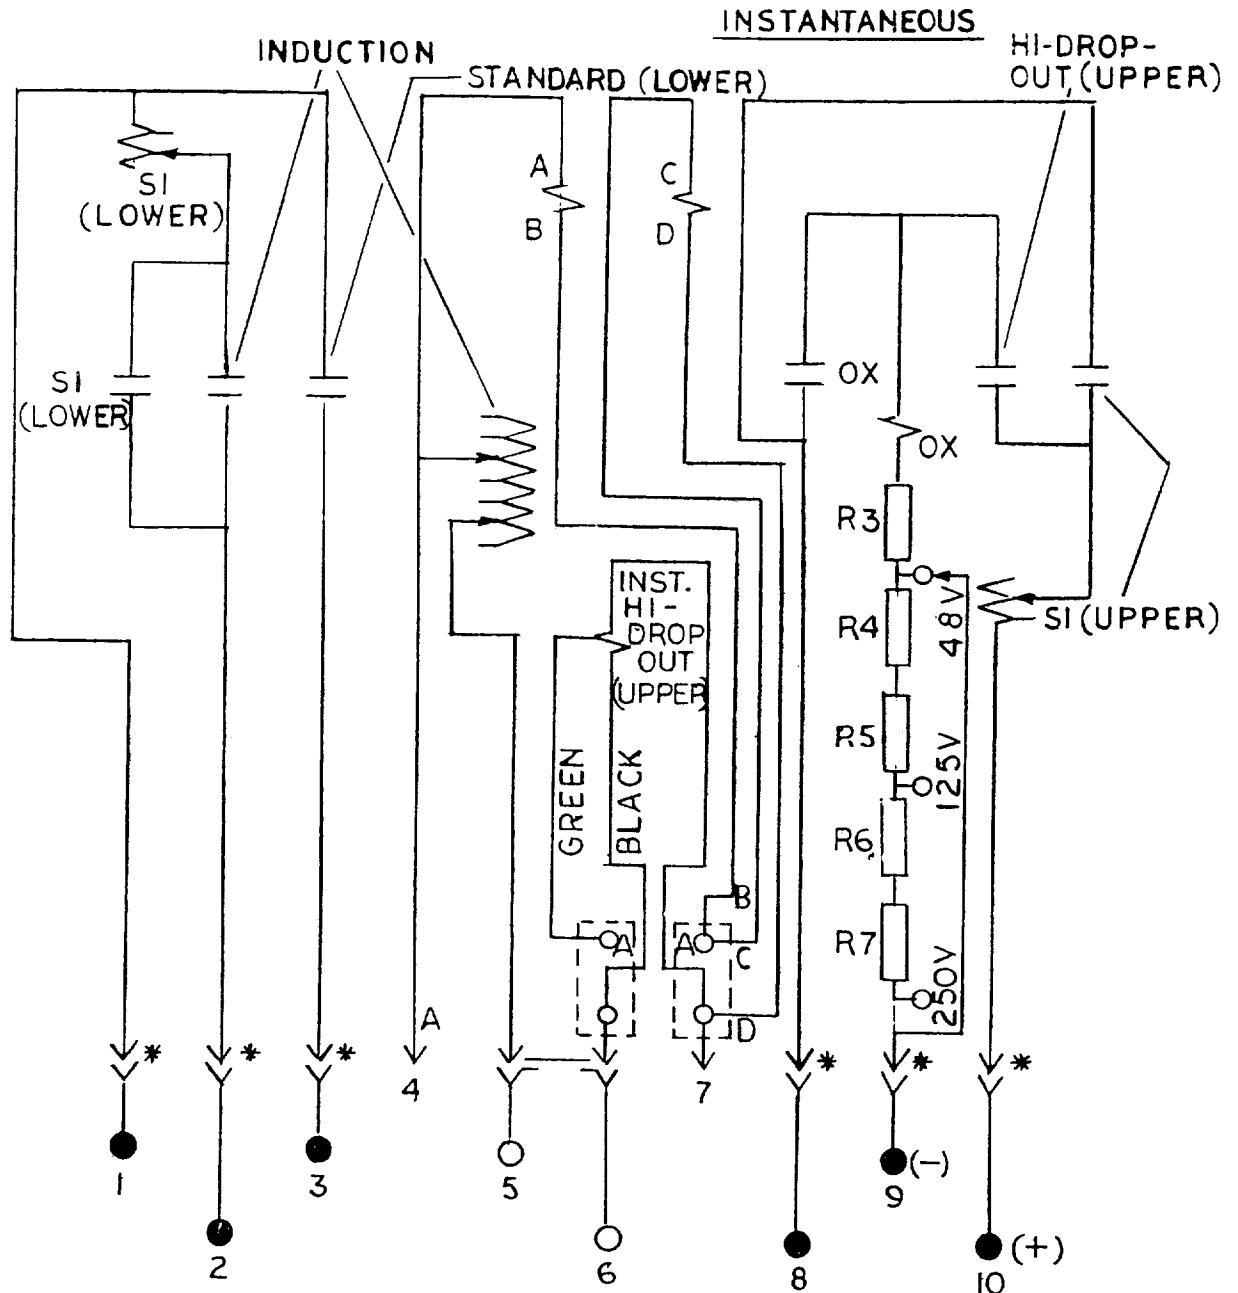 INSTANTANEOUS
INDUCTION
STANDARD (LOWER)
HI-DROP-
OUT (UPPER)
SI
(LOWER)
A
B
C
D
SI
(LOWER)
OX
OX
R3
R4
R5
R6
R7
48V
125V
250V
SI (UPPER)
INST.
HI-
DROP
OUT
(UPPER)
GREEN
BLACK
A
A
B
C
D
A
*
*
*
*
*
*
4
7
1
2
3
5
6
8
9
(-)
10
(+)